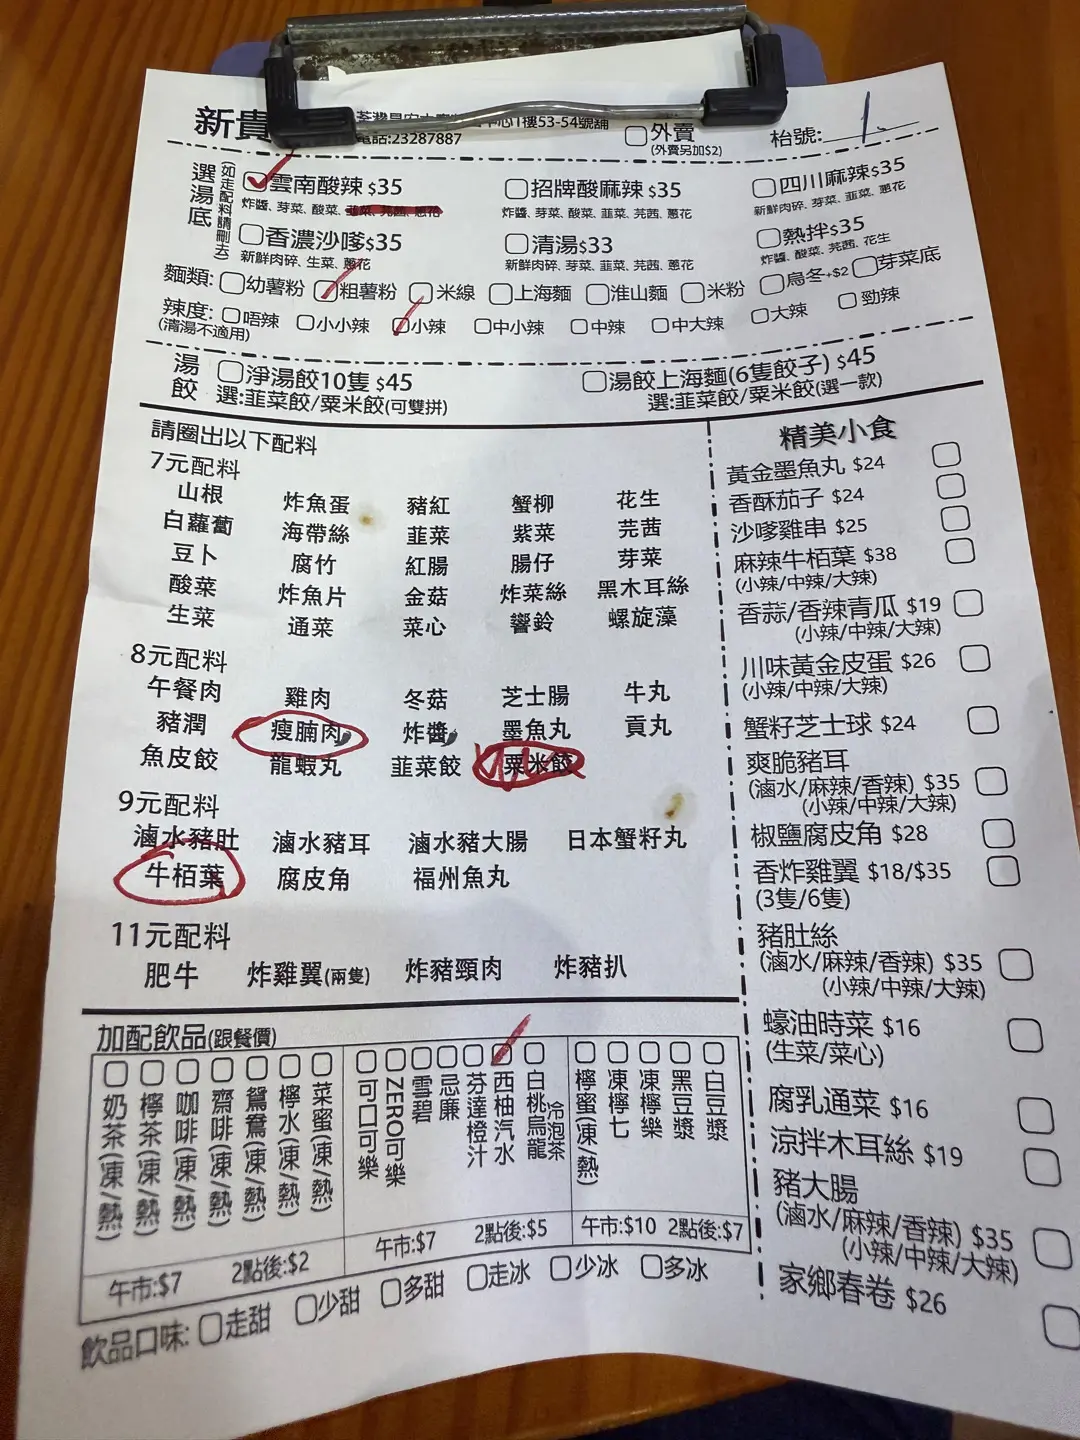 新貴
荃灣
樓53-54號舖
電話:23287887
外賣
(外賣另加$2)
枱號: 1
選湯底
(如走配料請刪去)
雲南酸辣$35
炸醬、芽菜、酸菜、韮菜、芫茜、蔥花
招牌酸麻辣$35
炸醬、芽菜、酸菜、韮菜、芫茜、蔥花
四川麻辣$35
新鮮肉碎、芽菜、韮菜、蔥花
香濃沙嗲$35
新鮮肉碎、生菜、蔥花
清湯$33
新鮮肉碎、芽菜、韮菜、芫茜、蔥花
熱拌$35
炸醬、酸菜、芫茜、花生
麵類: 幼薯粉 粗薯粉 米線 上海麵 淮山麵 米粉 烏冬+$2 芽菜底
辣度: 唔辣 小小辣 小辣 中小辣 中辣 中大辣 大辣 勁辣
(清湯不適用)
湯餃
淨湯餃10隻 $45
選:韮菜餃/粟米餃(可雙拼)
湯餃上海麵(6隻餃子) $45
選:韮菜餃/粟米餃(選一款)
請圈出以下配料
7元配料
山根 炸魚蛋 豬紅 蟹柳 花生
白蘿蔔 海帶絲 韮菜 紫菜 芫茜
豆卜 腐竹 紅腸 腸仔 芽菜
酸菜 炸魚片 金菇 炸菜絲 黑木耳絲
生菜 通菜 菜心 響鈴 螺旋藻
8元配料
午餐肉 雞肉 冬菇 芝士腸 牛丸
豬潤 瘦腩肉 炸醬 墨魚丸 貢丸
魚皮餃 龍蝦丸 韮菜餃 粟米餃
9元配料
滷水豬肚 滷水豬耳 滷水豬大腸 日本蟹籽丸
牛栢葉 腐皮角 福州魚丸
11元配料
肥牛 炸雞翼(兩隻) 炸豬頸肉 炸豬扒
精美小食
黃金墨魚丸 $24
香酥茄子 $24
沙嗲雞串 $25
麻辣牛栢葉 $38
(小辣/中辣/大辣)
香蒜/香辣青瓜 $19
(小辣/中辣/大辣)
川味黃金皮蛋 $26
(小辣/中辣/大辣)
蟹籽芝士球 $24
爽脆豬耳
(滷水/麻辣/香辣) $35
(小辣/中辣/大辣)
椒鹽腐皮角 $28
香炸雞翼 $18/$35
(3隻/6隻)
豬肚絲
(滷水/麻辣/香辣) $35
(小辣/中辣/大辣)
蠔油時菜 $16
(生菜/菜心)
腐乳通菜 $16
涼拌木耳絲 $19
豬大腸
(滷水/麻辣/香辣) $35
(小辣/中辣/大辣)
家鄉春卷 $26
加配飲品(跟餐價)
奶茶(凍/熱)
檸茶(凍/熱)
咖啡(凍/熱)
齋啡(凍/熱)
鴛鴦(凍/熱)
檸水(凍/熱)
菜蜜(凍/熱)
午市:$7 2點後:$2
可口可樂
ZERO可樂
雪碧
忌廉
芬達橙汁
西柚汽水
白桃烏龍
冷泡茶
午市:$7 2點後:$5
檸蜜(凍/熱)
凍檸七
凍檸樂
黑豆漿
白豆漿
午市:$10 2點後:$7
飲品口味: 走甜 少甜 多甜 走冰 少冰 多冰